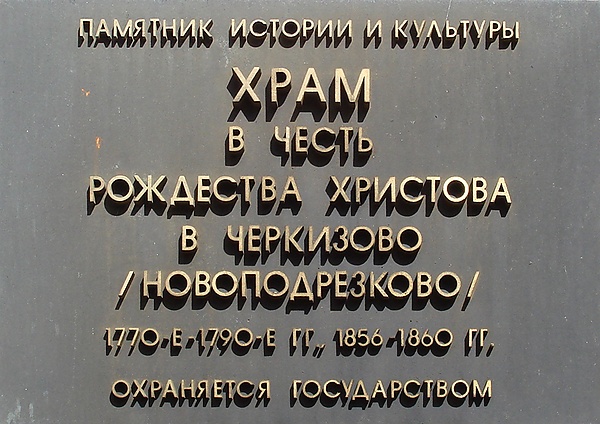 ПАМЯТНИК ИСТОРИИ И КУЛЬТУРЫ
ХРАМ
В ЧЕСТЬ
РОЖДЕСТВА ХРИСТОВА
В ЧЕРКИЗОВО
/НОВОПОДРЕЗКОВО/
1770-Е-1790-Е ГГ., 1856-1860 ГГ.
ОХРАНЯЕТСЯ ГОСУДАРСТВОМ